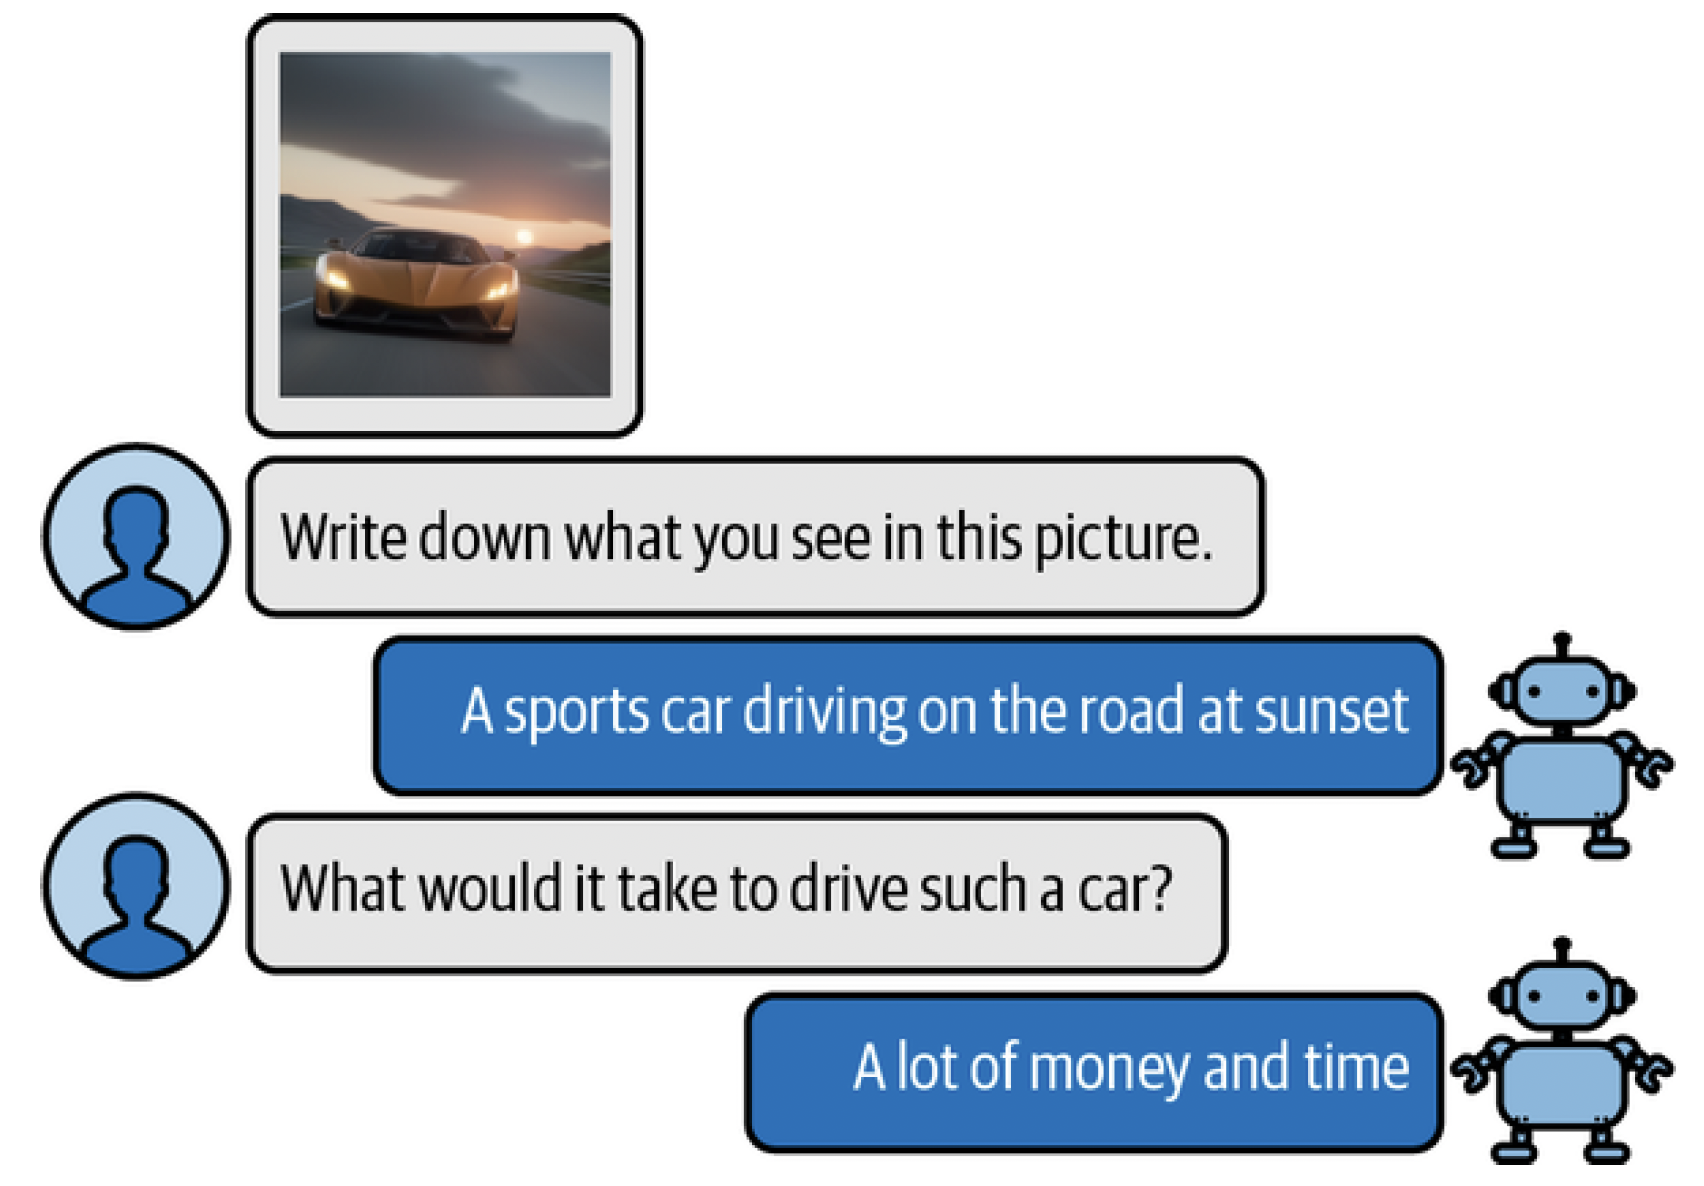 Write down what you see in this picture.
A sports car driving on the road at sunset
What would it take to drive such a car?
A lot of money and time